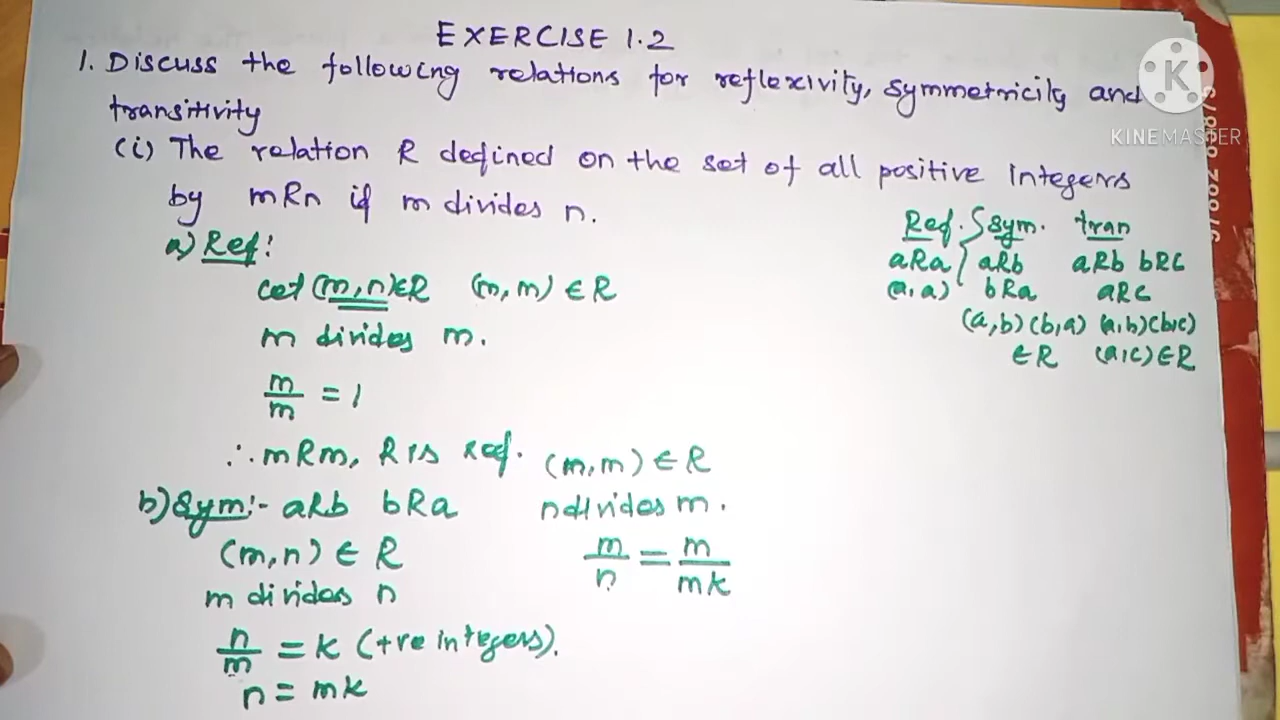 EXERCISE 1.2
1. Discuss the following relations for reflexivity, symmetricity and
transitivity
(i) The relation R defined on the set of all positive integers
by mRn if m divides n.
a) Ref:
Let (m,n)∈R (m,m) ∈ R
m divides m.
m/m = 1
∴ mRm, R is Ref.
b) Sym:- aRb bRa
(m,n) ∈ R
m divides n
n/m = k (+ve integers).
n = mk
(m,m) ∈ R
n divides m.
m/n = m/mk
Ref. Sym. tran
aRa aRb aRb bRC
(a,a) bRa aRC
(a,b) (b,a) (a,b)(b,c)
∈R (a,c)∈R
K
KINEMASTER